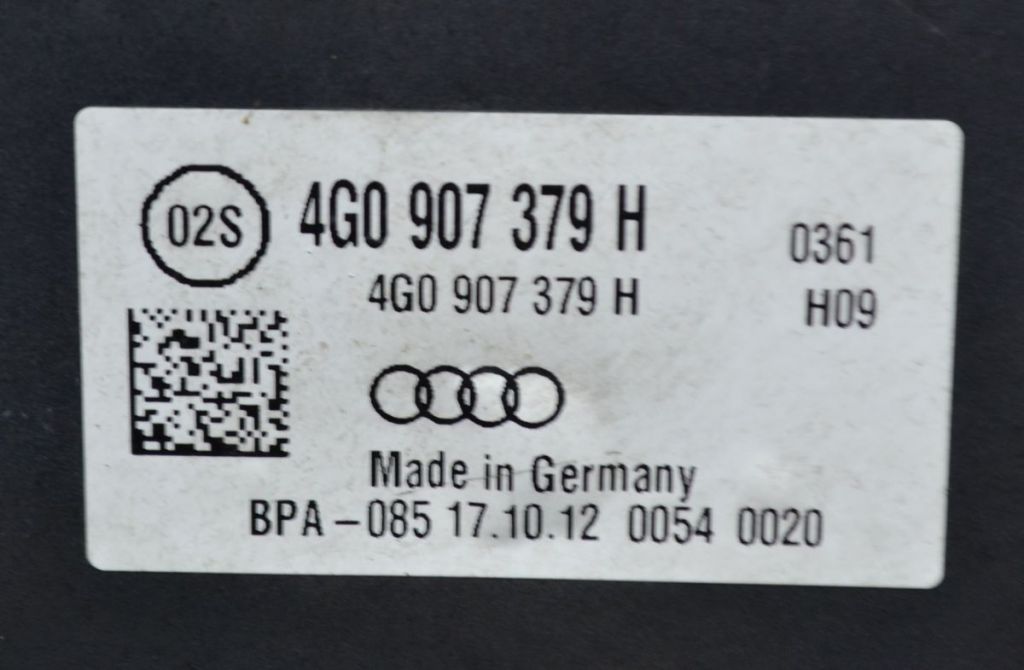 02S 4G0 907 379 H 0361
4G0 907 379 H H09
Made in Germany
BPA-085 17.10.12 0054 0020